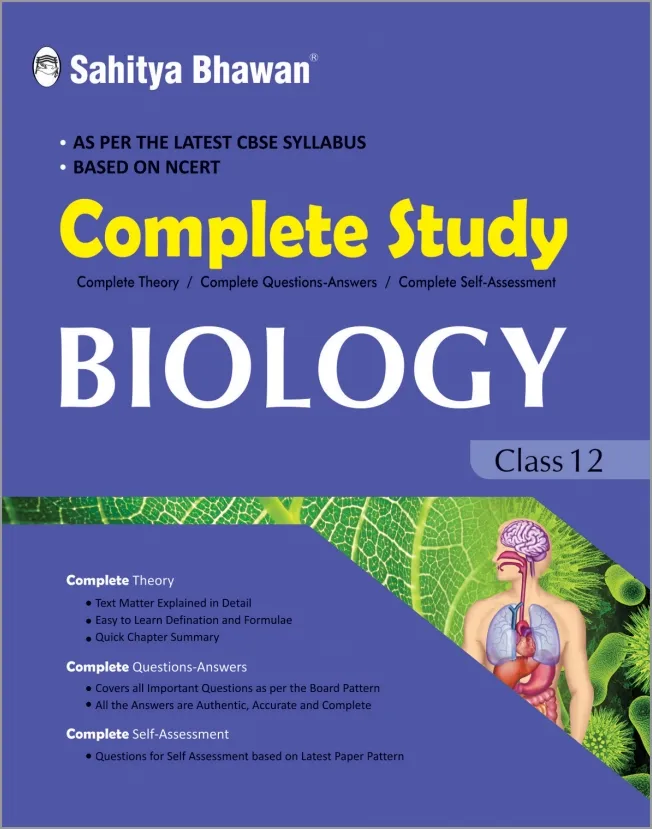 Sahitya Bhawan®
• AS PER THE LATEST CBSE SYLLABUS
• BASED ON NCERT
Complete Study
Complete Theory / Complete Questions-Answers / Complete Self-Assessment
BIOLOGY
Class 12
Complete Theory
• Text Matter Explained in Detail
• Easy to Learn Defination and Formulae
• Quick Chapter Summary
Complete Questions-Answers
• Covers all Important Questions as per the Board Pattern
• All the Answers are Authentic, Accurate and Complete
Complete Self-Assessment
• Questions for Self Assessment based on Latest Paper Pattern